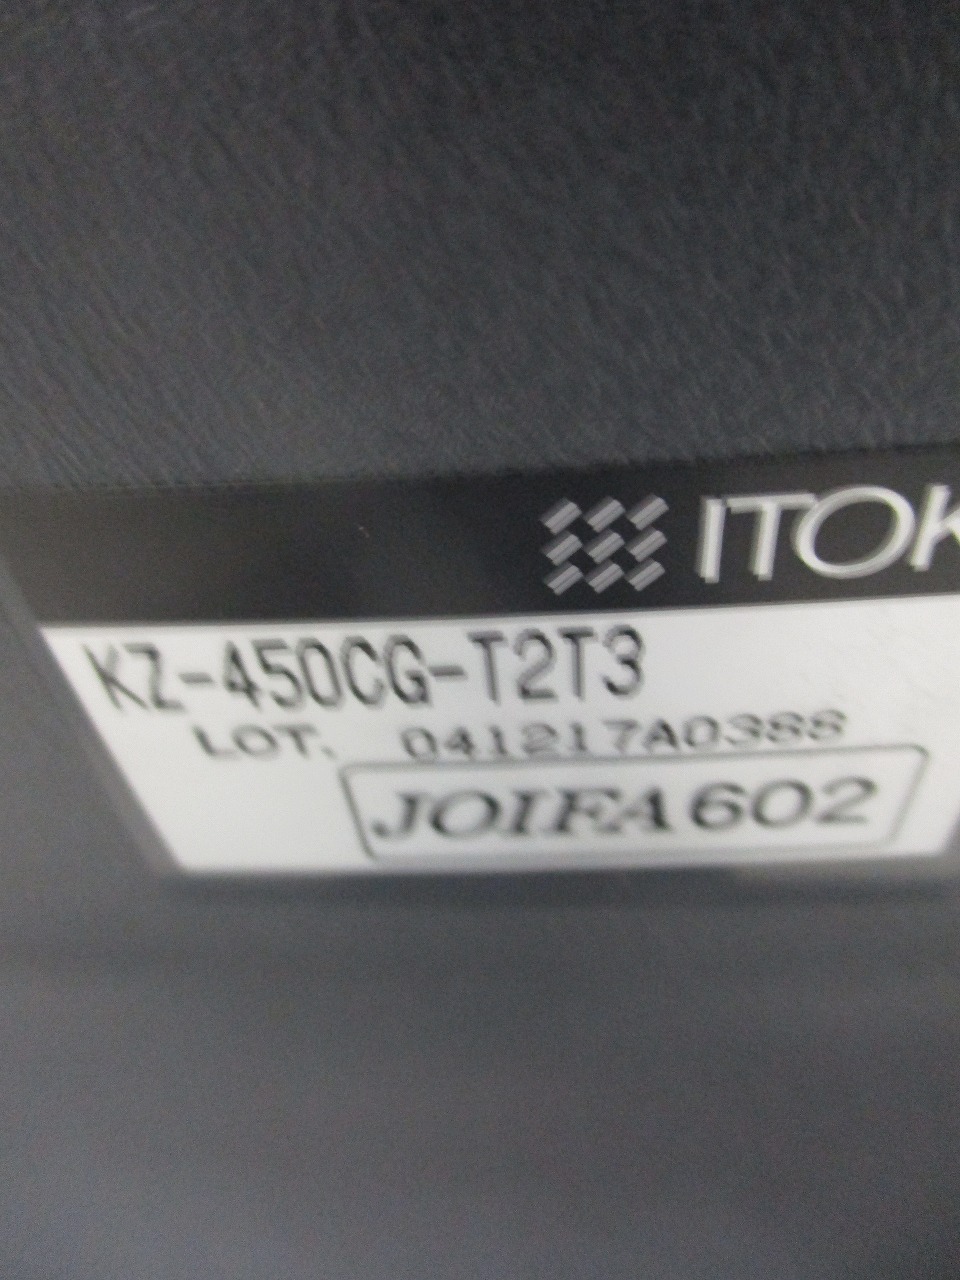 ITOK
KZ-450CG-T2T3
LOT. 041217A0388
JOIFA602